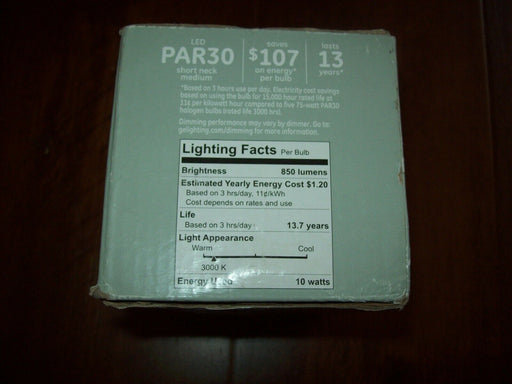 LED
PAR30
short neck
medium
saves
$107
on energy*
per bulb
lasts
13
years*
*Based on 3 hours use per day. Electricity cost savings
based on using the bulb for 15,000 hour rated life at
11¢ per kilowatt hour compared to five 75-watt PAR30
halogen bulbs (rated life 3000 hrs).
Dimming performance may vary by dimmer. Go to:
gelighting.com/dimming for more information.
Lighting Facts Per Bulb
Brightness 850 lumens
Estimated Yearly Energy Cost $1.20
Based on 3 hrs/day, 11¢/kWh
Cost depends on rates and use
Life
Based on 3 hrs/day 13.7 years
Light Appearance
Warm Cool
3000 K
Energy Used 10 watts